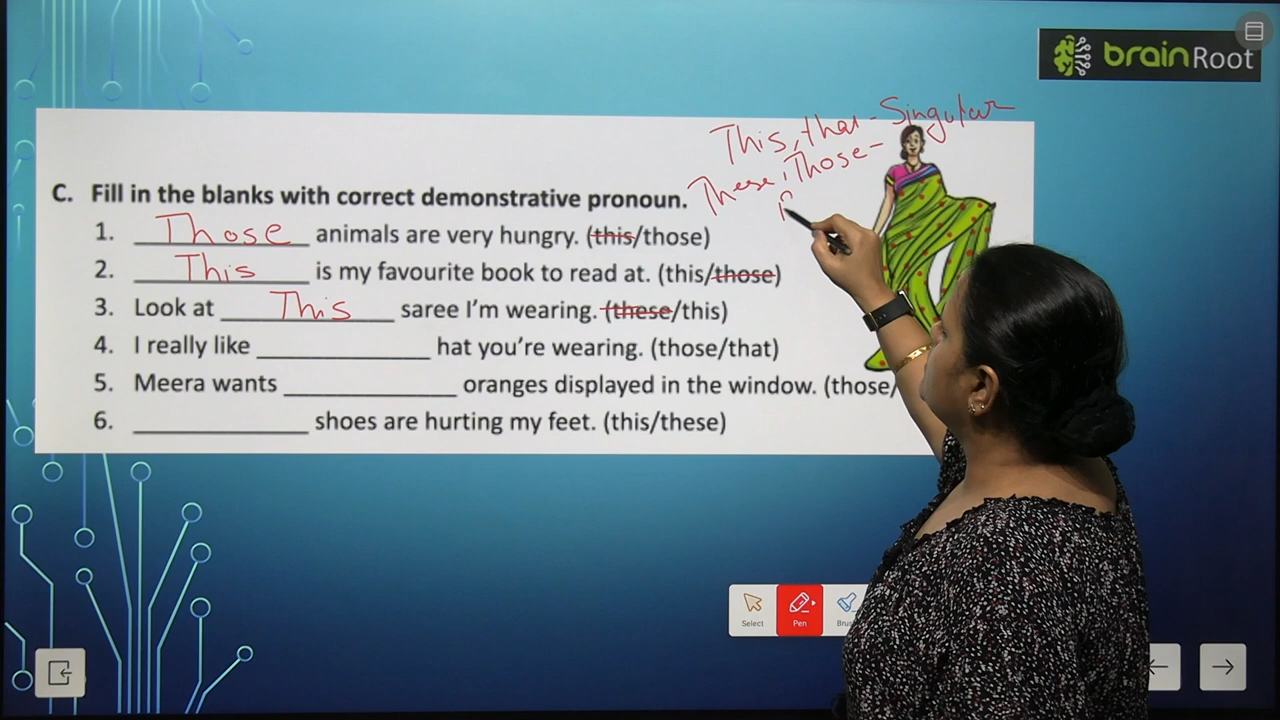 brainRoot
This, that - Singular
These, Those -
P
C. Fill in the blanks with correct demonstrative pronoun.
1. Those animals are very hungry. (this/those)
2. This is my favourite book to read at. (this/those)
3. Look at This saree I'm wearing. (these/this)
4. I really like ____________ hat you're wearing. (those/that)
5. Meera wants ____________ oranges displayed in the window. (those/
6. ____________ shoes are hurting my feet. (this/these)
Select Pen